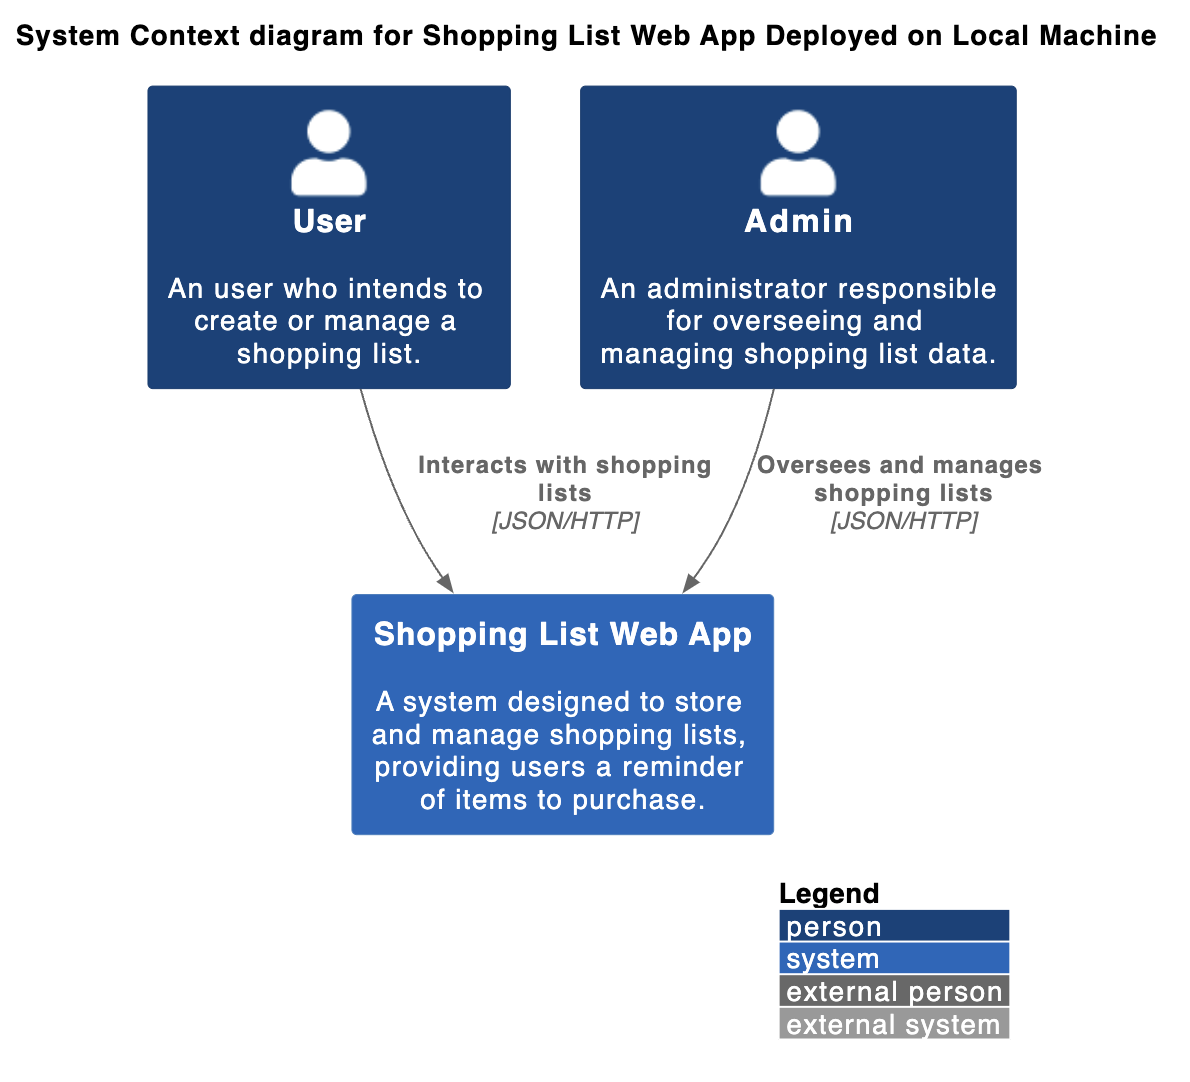 System Context diagram for Shopping List Web App Deployed on Local Machine
User
An user who intends to
create or manage a
shopping list.
Admin
An administrator responsible
for overseeing and
managing shopping list data.
Interacts with shopping
lists
[JSON/HTTP]
Oversees and manages
shopping lists
[JSON/HTTP]
Shopping List Web App
A system designed to store
and manage shopping lists,
providing users a reminder
of items to purchase.
Legend
person
system
external person
external system